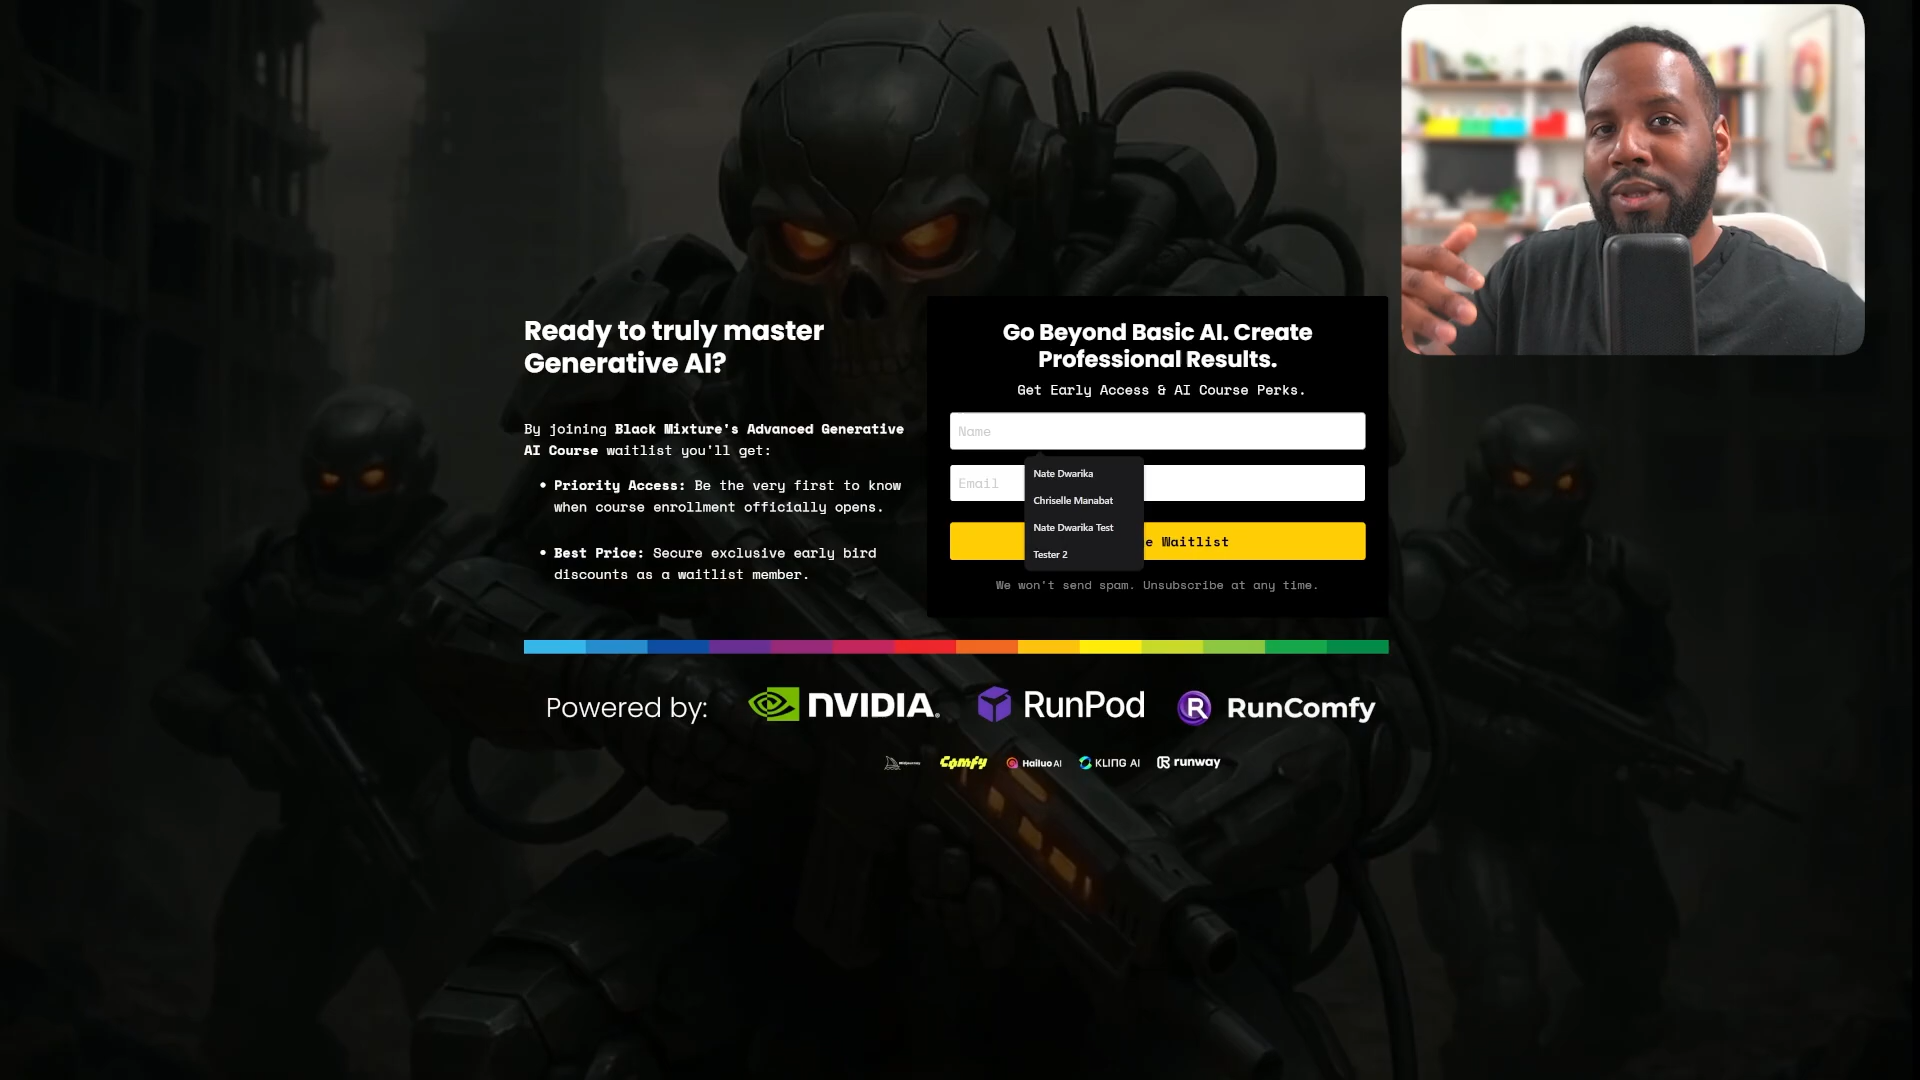 Ready to truly master
Generative AI?
By joining Black Mixture's Advanced Generative
AI Course waitlist you'll get:
• Priority Access: Be the very first to know
when course enrollment officially opens.
• Best Price: Secure exclusive early bird
discounts as a waitlist member.
Go Beyond Basic AI. Create
Professional Results.
Get Early Access & AI Course Perks.
Name
Email
Nate Dwarika
Chriselle Manabat
Nate Dwarika Test
Tester 2
e Waitlist
We won't send spam. Unsubscribe at any time.
Powered by:
NVIDIA.
RunPod
R RunComfy
Comfy
Hailuo AI
KLING AI
R runway